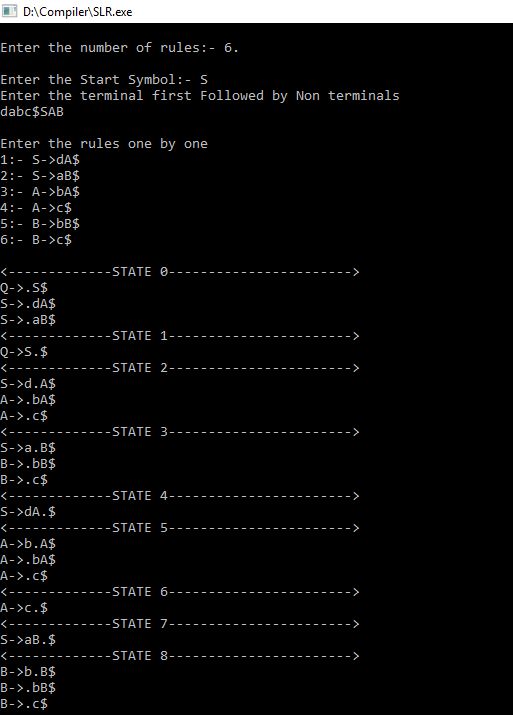 D:\Compiler\SLR.exe
Enter the number of rules:- 6.
Enter the Start Symbol:- S
Enter the terminal first Followed by Non terminals
dabc$SAB
Enter the rules one by one
1:- S->dA$
2:- S->aB$
3:- A->bA$
4:- A->c$
5:- B->bB$
6:- B->c$
<-------------STATE 0----------------------->
Q->.S$
S->.dA$
S->.aB$
<-------------STATE 1----------------------->
Q->S.$
<-------------STATE 2----------------------->
S->d.A$
A->.bA$
A->.c$
<-------------STATE 3----------------------->
S->a.B$
B->.bB$
B->.c$
<-------------STATE 4----------------------->
S->dA.$
<-------------STATE 5----------------------->
A->b.A$
A->.bA$
A->.c$
<-------------STATE 6----------------------->
A->c.$
<-------------STATE 7----------------------->
S->aB.$
<-------------STATE 8----------------------->
B->b.B$
B->.bB$
B->.c$